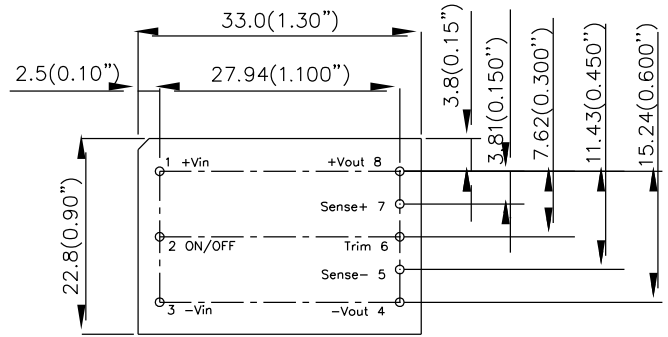 33.0(1.30”)
2.5(0.10”)
27.94(1.100”)
3.8(0.15”)
3.81(0.150”)
7.62(0.300”)
11.43(0.450”)
15.24(0.600”)
22.8(0.90”)
1 +Vin
+Vout 8
Sense+ 7
2 ON/OFF
Trim 6
Sense- 5
3 -Vin
-Vout 4